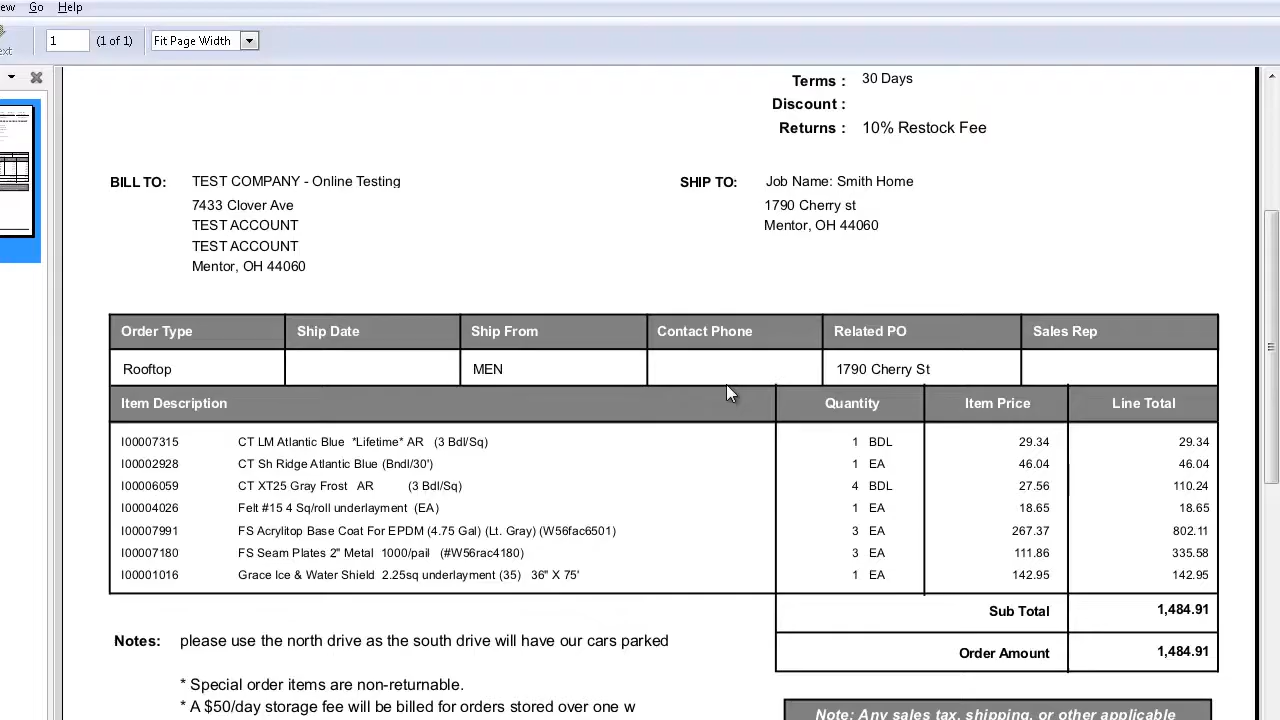 Go Help
1 (1 of 1) Fit Page Width
Terms : 30 Days
Discount :
Returns : 10% Restock Fee
BILL TO: TEST COMPANY - Online Testing
7433 Clover Ave
TEST ACCOUNT
TEST ACCOUNT
Mentor, OH 44060
SHIP TO: Job Name: Smith Home
1790 Cherry st
Mentor, OH 44060
Order Type Ship Date Ship From Contact Phone Related PO Sales Rep
Rooftop MEN 1790 Cherry St
Item Description Quantity Item Price Line Total
I00007315 CT LM Atlantic Blue *Lifetime* AR (3 Bdl/Sq) 1 BDL 29.34 29.34
I00002928 CT Sh Ridge Atlantic Blue (Bndl/30') 1 EA 46.04 46.04
I00006059 CT XT25 Gray Frost AR (3 Bdl/Sq) 4 BDL 27.56 110.24
I00004026 Felt #15 4 Sq/roll underlayment (EA) 1 EA 18.65 18.65
I00007991 FS Acrylitop Base Coat For EPDM (4.75 Gal) (Lt. Gray) (W56fac6501) 3 EA 267.37 802.11
I00007180 FS Seam Plates 2" Metal 1000/pail (#W56rac4180) 3 EA 111.86 335.58
I00001016 Grace Ice & Water Shield 2.25sq underlayment (35) 36" X 75' 1 EA 142.95 142.95
Sub Total 1,484.91
Order Amount 1,484.91
Notes: please use the north drive as the south drive will have our cars parked
* Special order items are non-returnable.
* A $50/day storage fee will be billed for orders stored over one w
Note: Any sales tax, shipping, or other applicable